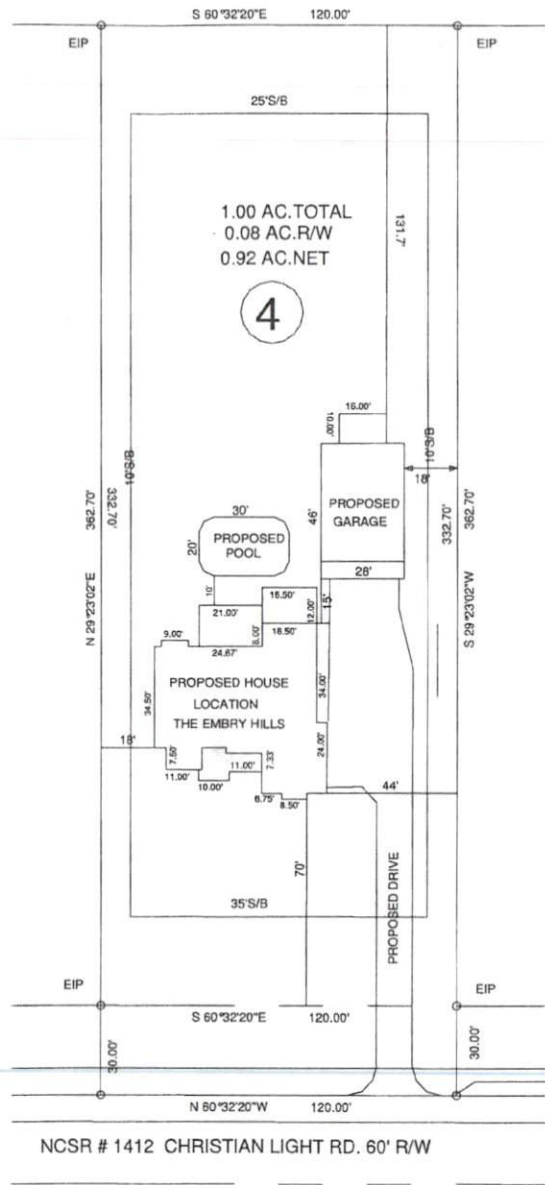 S 60°32'20"E 120.00'
EIP
EIP
25'S/B
1.00 AC.TOTAL
0.08 AC.R/W
0.92 AC.NET
131.7'
4
16.00'
10.00'
10'S/B
10'S/B
18'
362.70'
332.70'
332.70'
362.70'
PROPOSED
GARAGE
46'
30'
20'
PROPOSED
POOL
28'
10'
16.50'
15'
21.00'
12.00'
N 29°23'02"E
S 29°23'02"W
9.00'
8.00'
18.50'
24.67'
34.50'
PROPOSED HOUSE
LOCATION
THE EMBRY HILLS
34.00'
18'
7.50'
7.33'
24.00'
11.00'
11.00'
10.00'
6.75'
8.50'
44'
70'
PROPOSED DRIVE
35'S/B
EIP
EIP
S 60°32'20"E 120.00'
30.00'
30.00'
N 60°32'20"W 120.00'
NCSR # 1412 CHRISTIAN LIGHT RD. 60' R/W